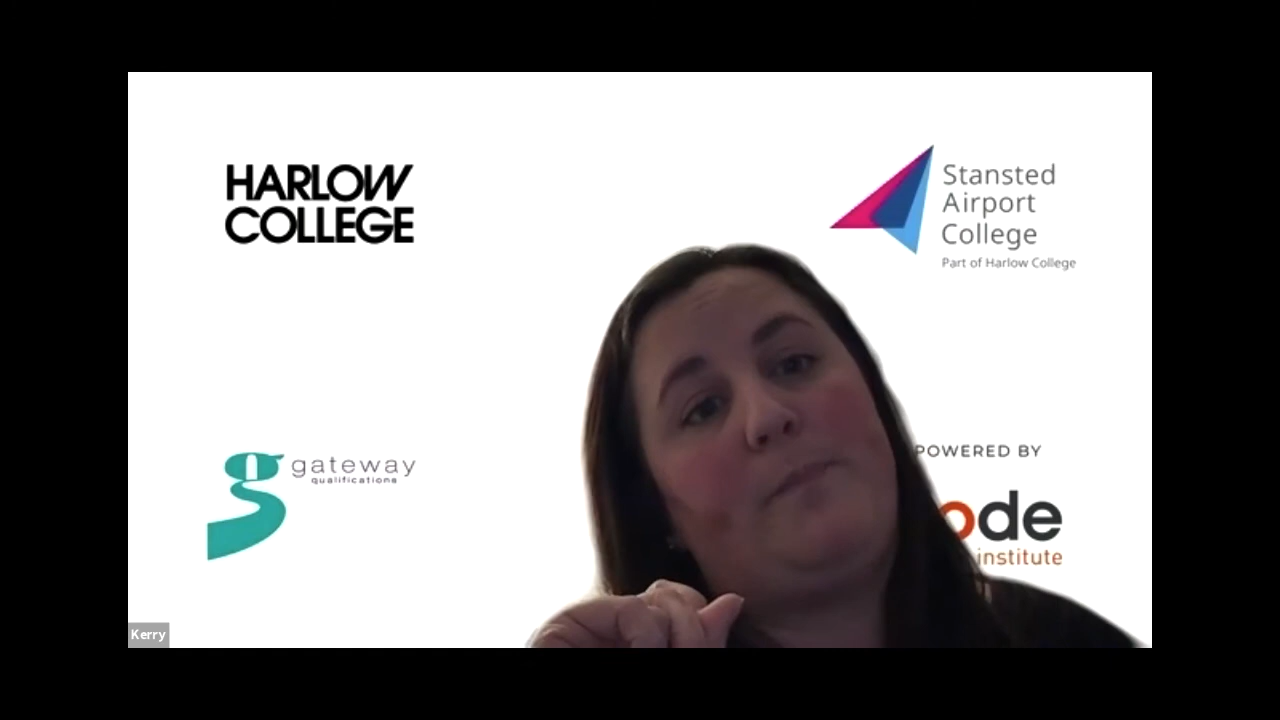 HARLOW
COLLEGE
Stansted
Airport
College
Part of Harlow College
gateway
qualifications
POWERED BY
institute
Kerry